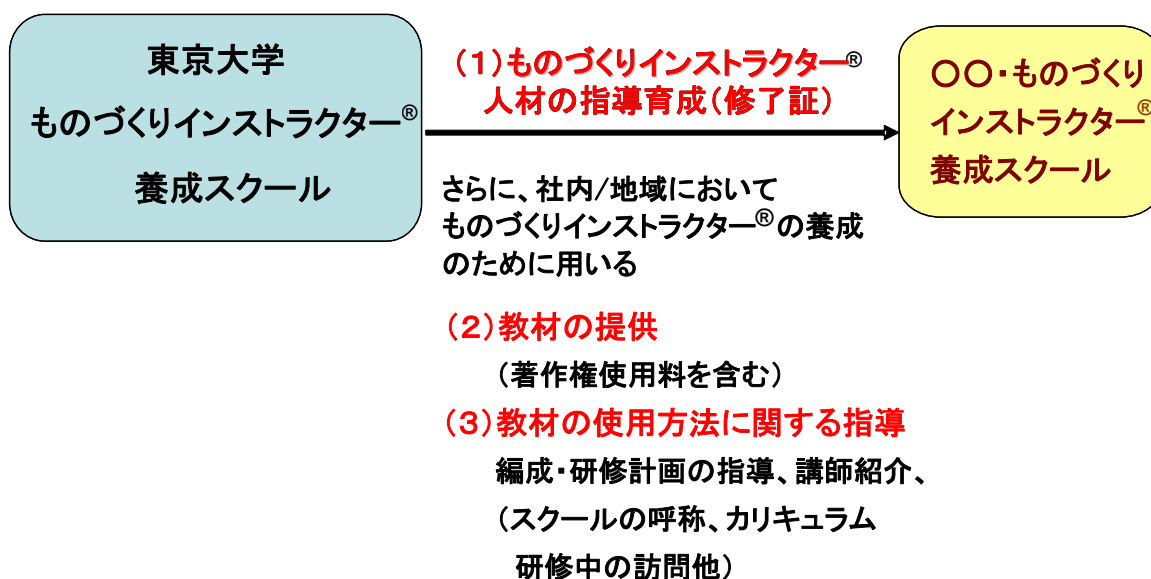 東京大学
ものづくりインストラクター®
養成スクール
(1)ものづくりインストラクター®
人材の指導育成(修了証)
さらに、社内/地域において
ものづくりインストラクター®の養成
のために用いる
(2)教材の提供
(著作権使用料を含む)
(3)教材の使用方法に関する指導
編成・研修計画の指導、講師紹介、
(スクールの呼称、カリキュラム
研修中の訪問他)
〇〇・ものづくり
インストラクター®
養成スクール